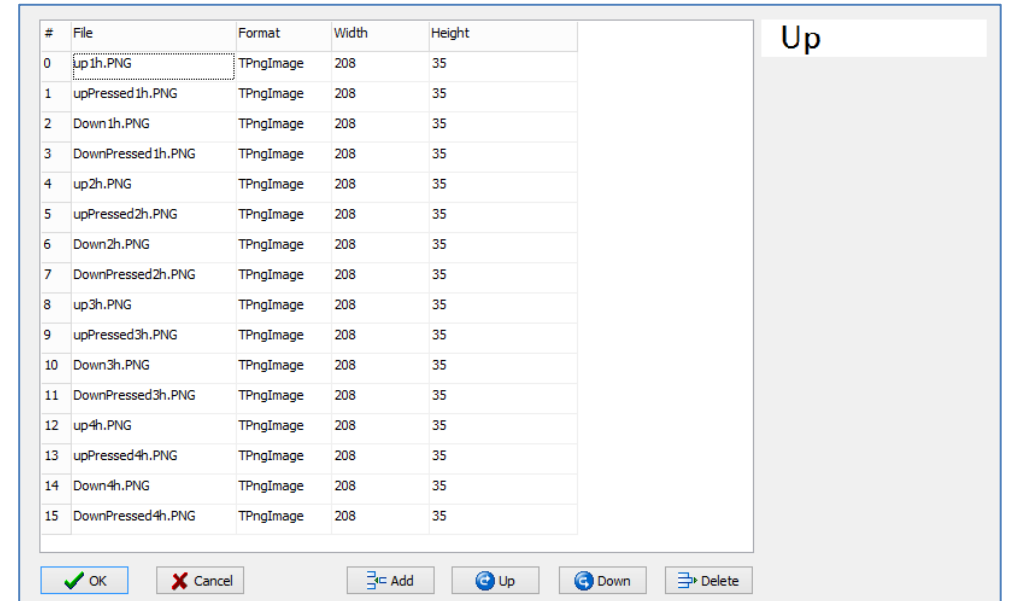 # File Format Width Height
Up
0 up1h.PNG TPngImage 208 35
1 upPressed1h.PNG TPngImage 208 35
2 Down1h.PNG TPngImage 208 35
3 DownPressed1h.PNG TPngImage 208 35
4 up2h.PNG TPngImage 208 35
5 upPressed2h.PNG TPngImage 208 35
6 Down2h.PNG TPngImage 208 35
7 DownPressed2h.PNG TPngImage 208 35
8 up3h.PNG TPngImage 208 35
9 upPressed3h.PNG TPngImage 208 35
10 Down3h.PNG TPngImage 208 35
11 DownPressed3h.PNG TPngImage 208 35
12 up4h.PNG TPngImage 208 35
13 upPressed4h.PNG TPngImage 208 35
14 Down4h.PNG TPngImage 208 35
15 DownPressed4h.PNG TPngImage 208 35
OK Cancel Add Up Down Delete